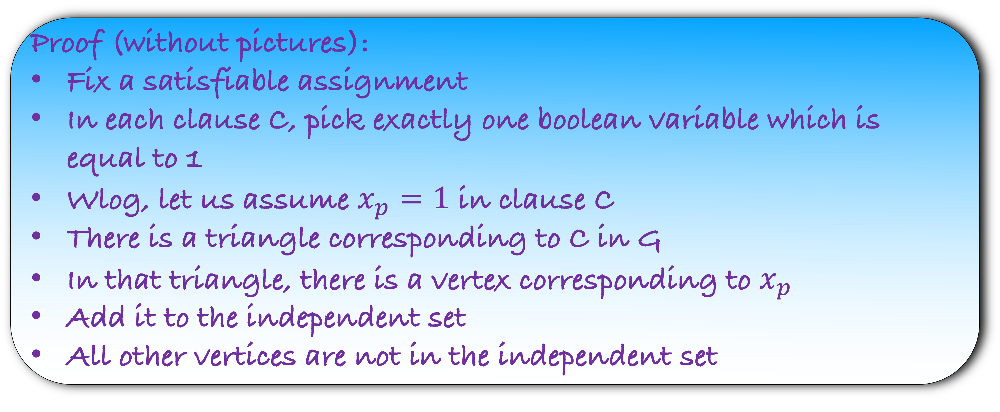 Proof (without pictures):
• Fix a satisfiable assignment
• In each clause C, pick exactly one boolean variable which is
equal to 1
• Wlog, let us assume $x_p = 1$ in clause C
• There is a triangle corresponding to C in G
• In that triangle, there is a vertex corresponding to $x_p$
• Add it to the independent set
• All other vertices are not in the independent set